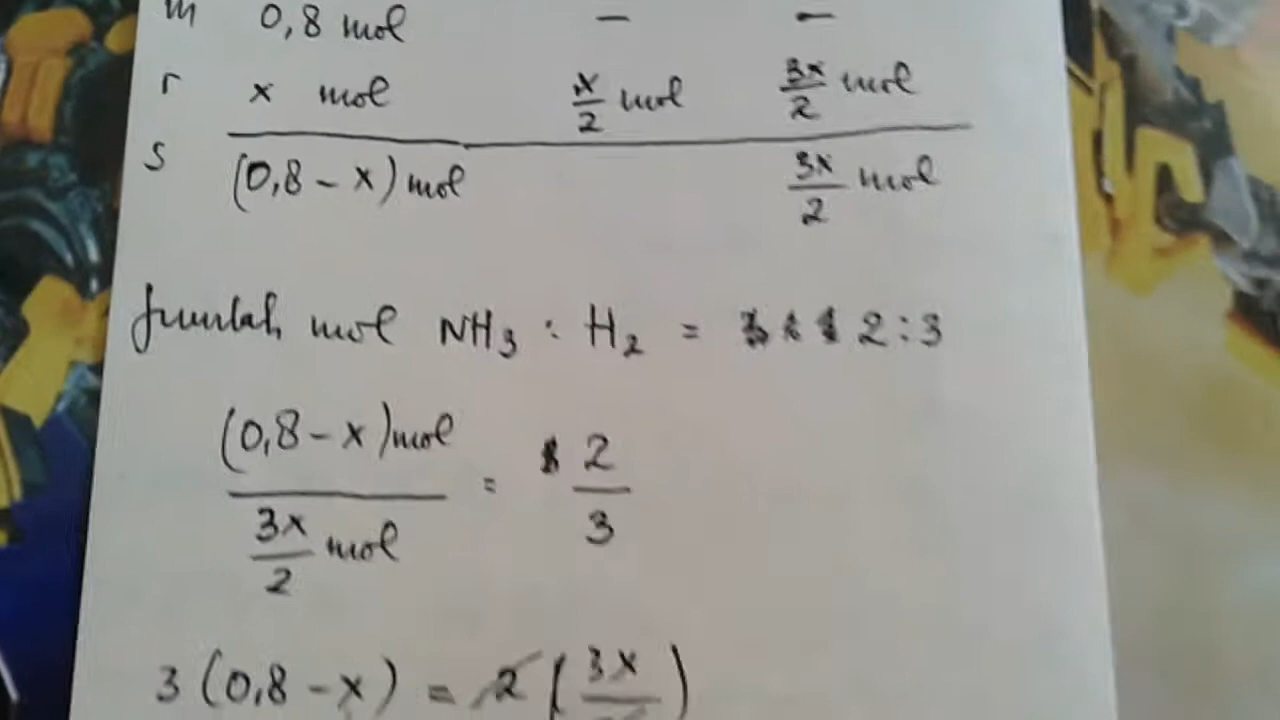 m 0,8 mol - -
r x mol x/2 mol 3x/2 mol
s (0,8 - x) mol 3x/2 mol
Jumlah mol NH₃ : H₂ = 2 : 3
(0,8 - x) mol / 3x/2 mol = 2/3
3 (0,8 - x) = 2 (3x/